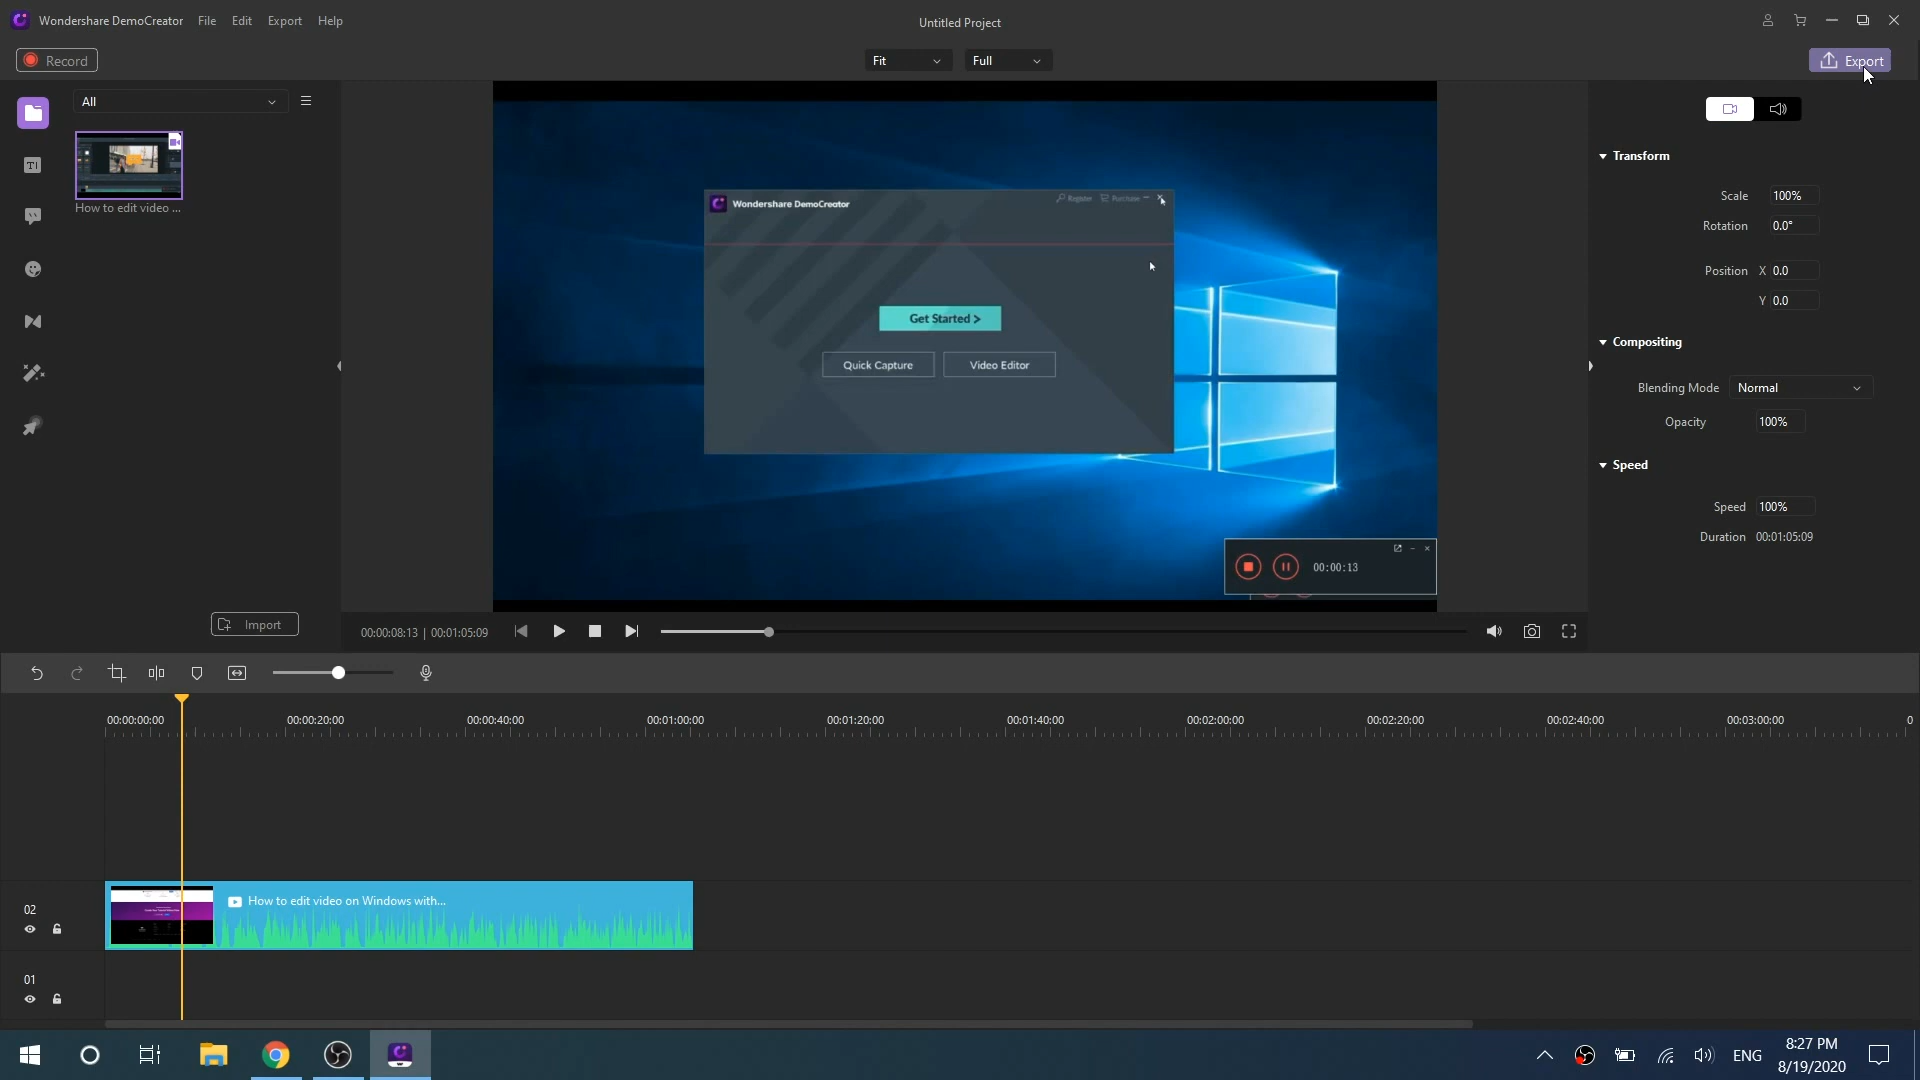 Wondershare DemoCreator File Edit Export Help
Untitled Project
Record
Fit
Full
Export
All
How to edit video ...
Import
Wondershare DemoCreator
Register
Purchase
Get Started >
Quick Capture
Video Editor
00:00:13
00:00:08:13 | 00:01:05:09
Transform
Scale 100%
Rotation 0.0°
Position X 0.0
Y 0.0
Compositing
Blending Mode Normal
Opacity 100%
Speed
Speed 100%
Duration 00:01:05:09
00:00:00:00 00:00:20:00 00:00:40:00 00:01:00:00 00:01:20:00 00:01:40:00 00:02:00:00 00:02:20:00 00:02:40:00 00:03:00:00 0
02
How to edit video on Windows with...
01
ENG
8:27 PM
8/19/2020